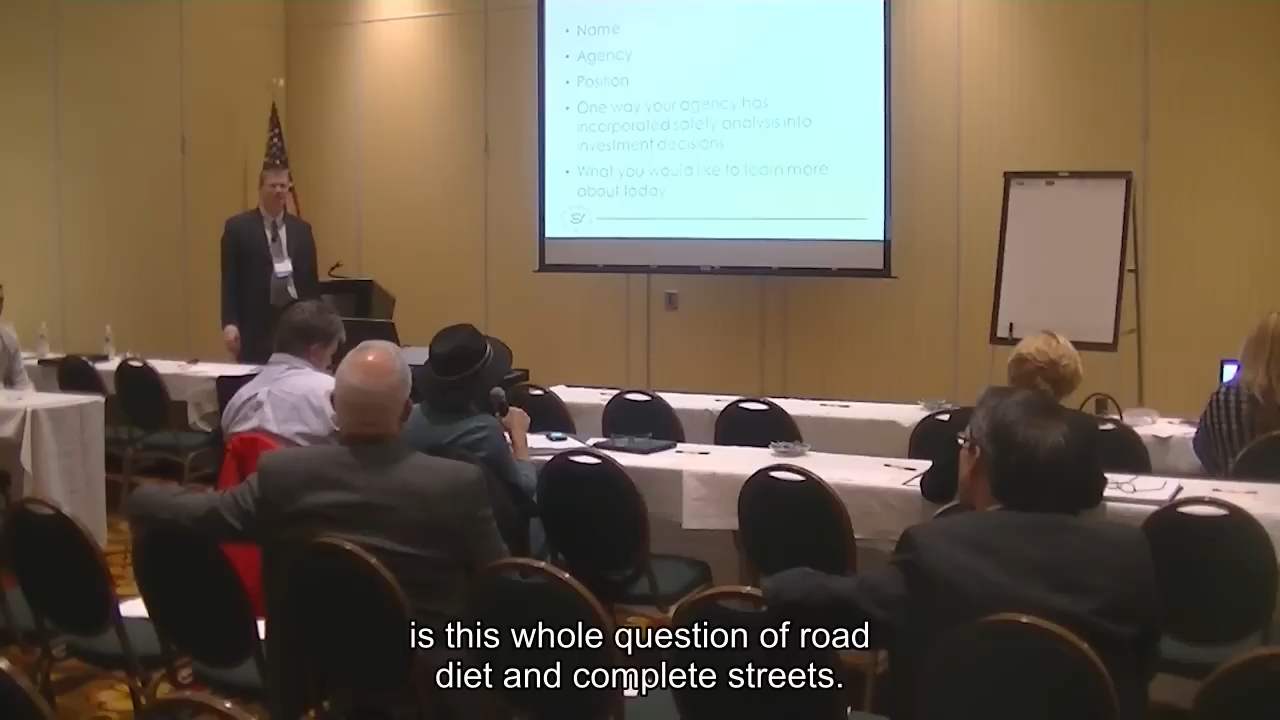 • Name
• Agency
• Position
• One way your agency has
incorporated safety analysis into
investment decisions
• What you would like to learn more
about today
is this whole question of road
diet and complete streets.